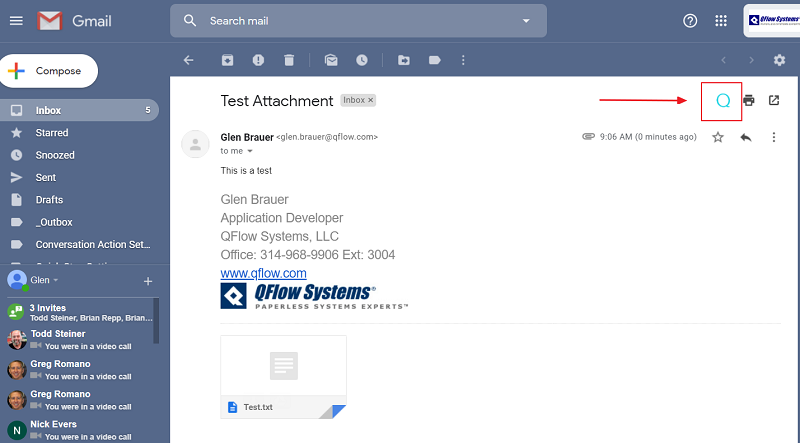 Gmail
Search mail
QFlow Systems
Compose
Inbox 5
Starred
Snoozed
Sent
Drafts
_Outbox
Conversation Action Set...
Glen
3 Invites
Todd Steiner, Brian Repp, Brian...
Todd Steiner
You were in a video call
Greg Romano
You were in a video call
Greg Romano
You were in a video call
N
Nick Evers
You were in a video call
Test Attachment Inbox x
Glen Brauer <glen.brauer@qflow.com> 9:06 AM (0 minutes ago)
to me
This is a test
Glen Brauer
Application Developer
QFlow Systems, LLC
Office: 314-968-9906 Ext: 3004
www.qflow.com
QFlow Systems®
PAPERLESS SYSTEMS EXPERTS™
Test.txt